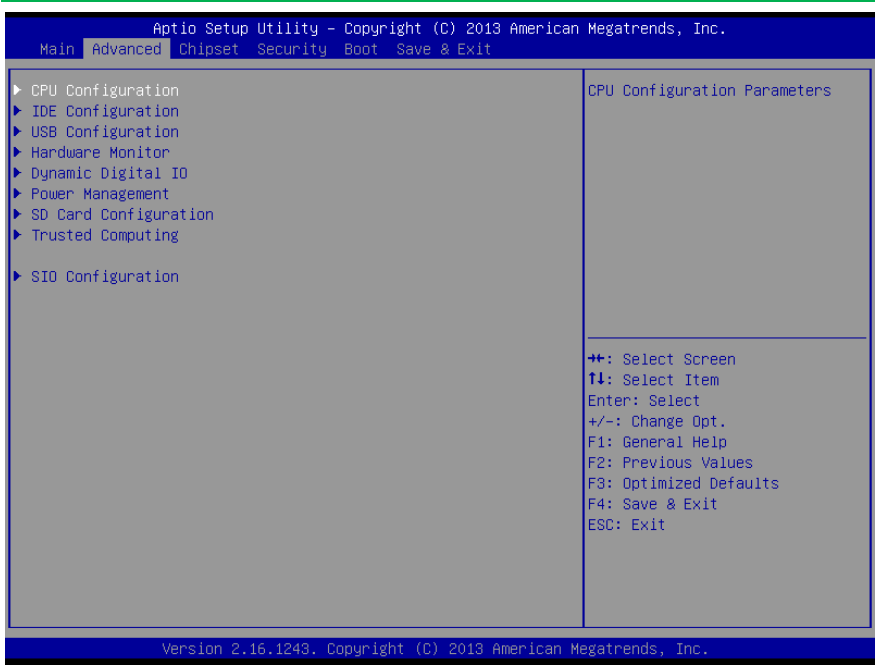 Aptio Setup Utility – Copyright (C) 2013 American Megatrends, Inc.
Main Advanced Chipset Security Boot Save & Exit
CPU Configuration
IDE Configuration
USB Configuration
Hardware Monitor
Dynamic Digital IO
Power Management
SD Card Configuration
Trusted Computing
SIO Configuration
CPU Configuration Parameters
→←: Select Screen
↑↓: Select Item
Enter: Select
+/-: Change Opt.
F1: General Help
F2: Previous Values
F3: Optimized Defaults
F4: Save & Exit
ESC: Exit
Version 2.16.1243. Copyright (C) 2013 American Megatrends, Inc.